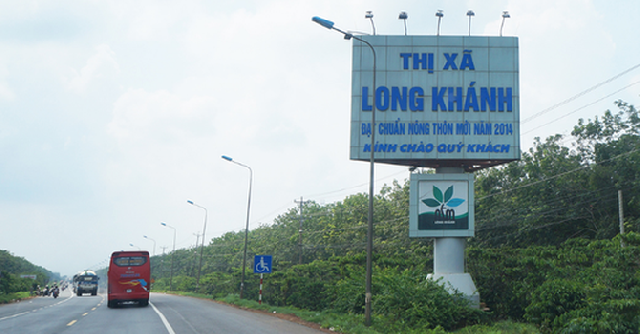 THỊ XÃ
LONG KHÁNH
ĐẠT CHUẨN NÔNG THÔN MỚI NĂM 2014
KÍNH CHÀO QUÝ KHÁCH